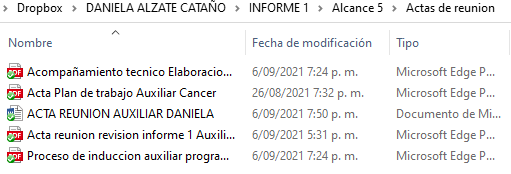 Dropbox > DANIELA ALZATE CATAÑO > INFORME 1 > Alcance 5 > Actas de reunion
Nombre Fecha de modificación Tipo
Acompañamiento tecnico Elaboracio... 6/09/2021 7:24 p. m. Microsoft Edge P...
Acta Plan de trabajo Auxiliar Cancer 26/08/2021 7:32 p. m. Microsoft Edge P...
ACTA REUNION AUXILIAR DANIELA 6/09/2021 7:50 p. m. Documento de Mi...
Acta reunion revision informe 1 Auxili... 6/09/2021 5:31 p. m. Microsoft Edge P...
Proceso de induccion auxiliar progra... 6/09/2021 7:24 p. m. Microsoft Edge P...